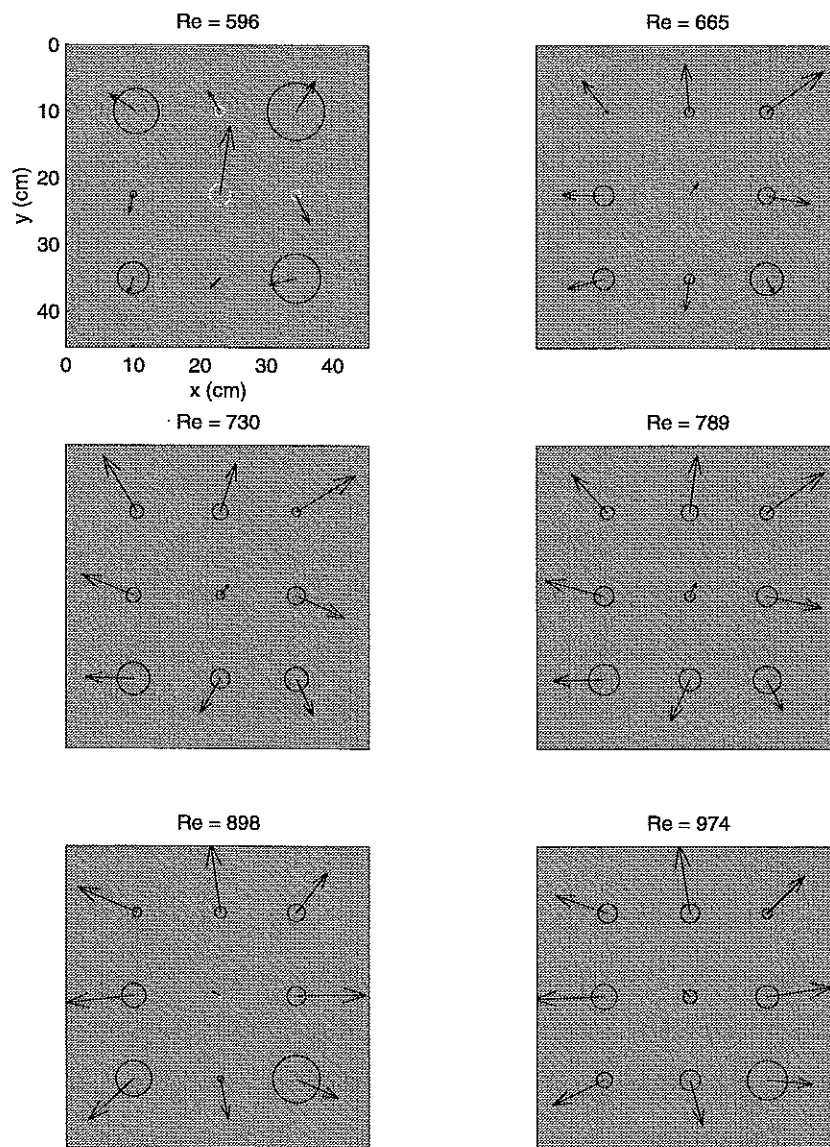 Re = 596
Re = 665
0
10
20
30
40
y (cm)
0 10 20 30 40
x (cm)
Re = 730
Re = 789
Re = 898
Re = 974